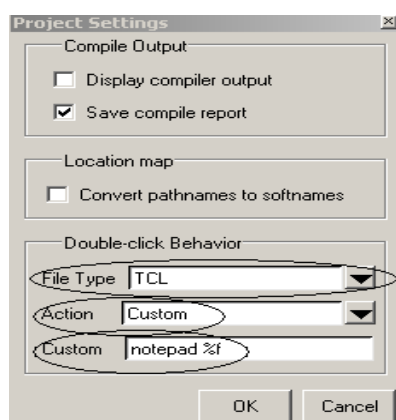 Project Settings
Compile Output
Display compiler output
Save compile report
Location map
Convert pathnames to softnames
Double-click Behavior
File Type TCL
Action Custom
Custom notepad %f
OK Cancel